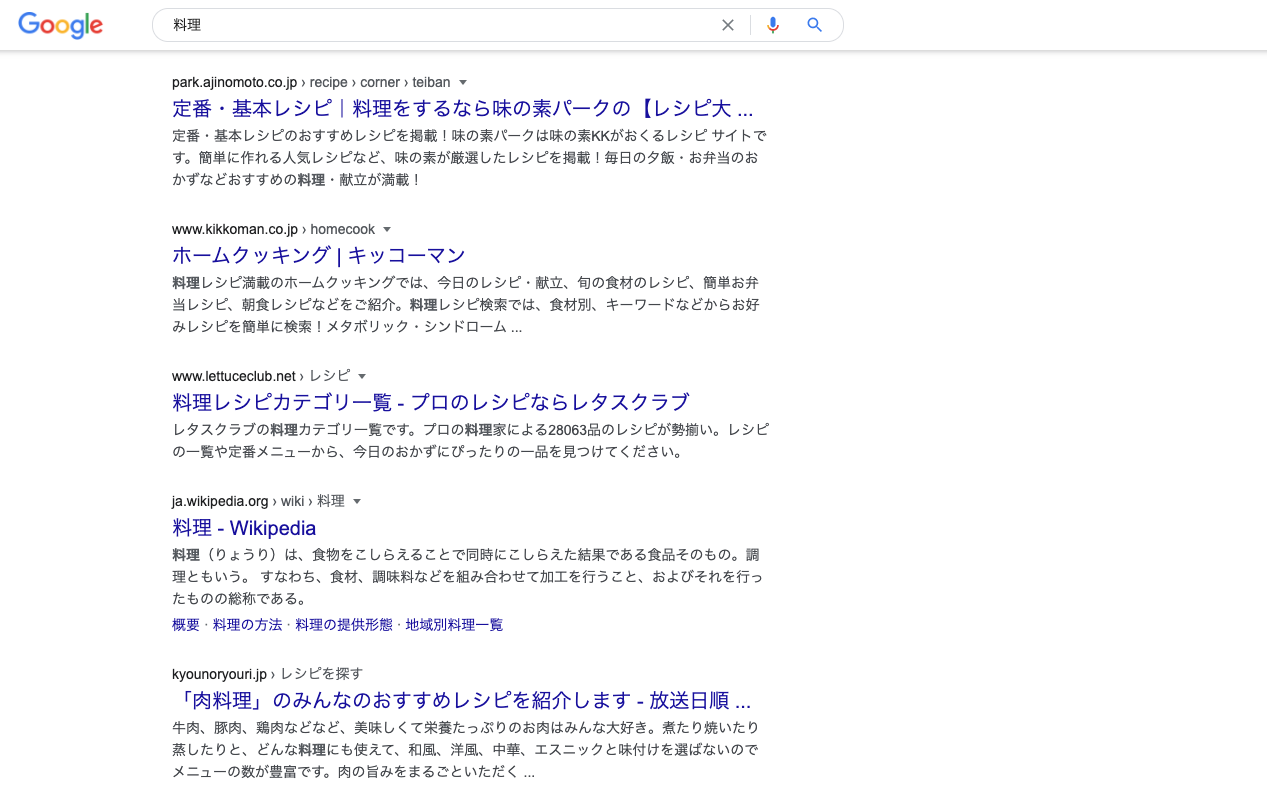 Google
料理
park.ajinomoto.co.jp › recipe › corner › teiban
定番・基本レシピ｜料理をするなら味の素パークの【レシピ大 ...
定番・基本レシピのおすすめレシピを掲載！味の素パークは味の素KKがおくるレシピ サイトで
す。簡単に作れる人気レシピなど、味の素が厳選したレシピを掲載！毎日の夕飯・お弁当のお
かずなどおすすめの料理・献立が満載！
www.kikkoman.co.jp › homecook
ホームクッキング | キッコーマン
料理レシピ満載のホームクッキングでは、今日のレシピ・献立、旬の食材のレシピ、簡単お弁
当レシピ、朝食レシピなどをご紹介。料理レシピ検索では、食材別、キーワードなどからお好
みレシピを簡単に検索！メタボリック・シンドローム ...
www.lettuceclub.net › レシピ
料理レシピカテゴリ一覧 - プロのレシピならレタスクラブ
レタスクラブの料理カテゴリ一覧です。プロの料理家による28063品のレシピが勢揃い。レシピ
の一覧や定番メニューから、今日のおかずにぴったりの一品を見つけてください。
ja.wikipedia.org › wiki › 料理
料理 - Wikipedia
料理（りょうり）は、食物をこしらえることで同時にこしらえた結果である食品そのもの。調
理ともいう。 すなわち、食材、調味料などを組み合わせて加工を行うこと、およびそれを行っ
たものの総称である。
概要 · 料理の方法 · 料理の提供形態 · 地域別料理一覧
kyounoryouri.jp › レシピを探す
「肉料理」のみんなのおすすめレシピを紹介します - 放送日順 ...
牛肉、豚肉、鶏肉などなど、美味しくて栄養たっぷりのお肉はみんな大好き。煮たり焼いたり
蒸したりと、どんな料理にも使えて、和風、洋風、中華、エスニックと味付けを選ばないので
メニューの数が豊富です。肉の旨みをまるごといただく ...